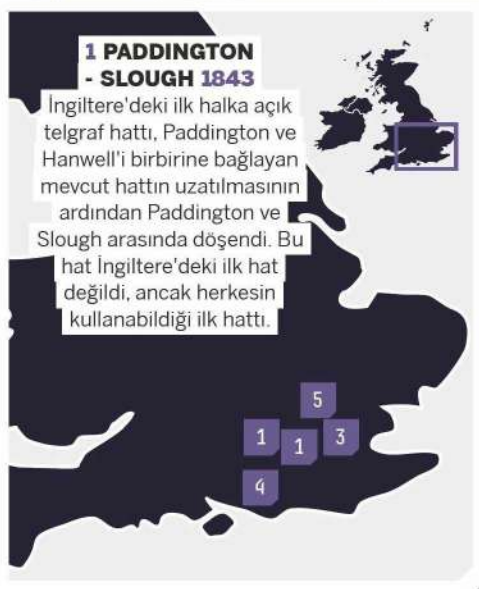 1 PADDINGTON
- SLOUGH 1843
İngiltere'deki ilk halka açık
telgraf hattı, Paddington ve
Hanwell'i birbirine bağlayan
mevcut hattın uzatılmasının
ardından Paddington ve
Slough arasında döşendi. Bu
hat İngiltere'deki ilk hat
değildi, ancak herkesin
kullanabildiği ilk hattı.
5
1
1
3
4